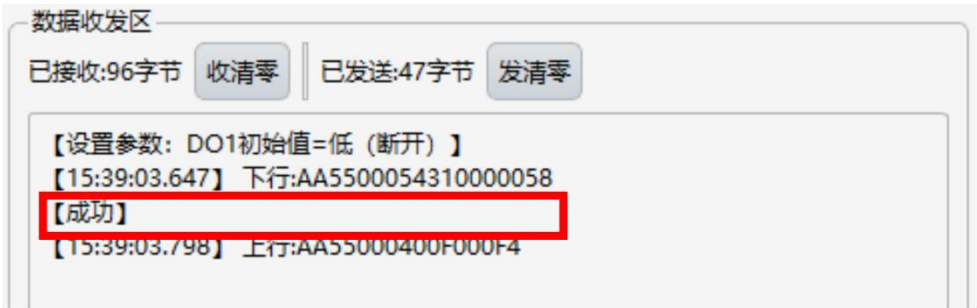 数据收发区
已接收:96字节 收清零 已发送:47字节 发清零
【设置参数：DO1初始值=低（断开）】
【15:39:03.647】 下行:AA5500054310000058
【成功】
【15:39:03.798】 上行:AA55000400F000F4